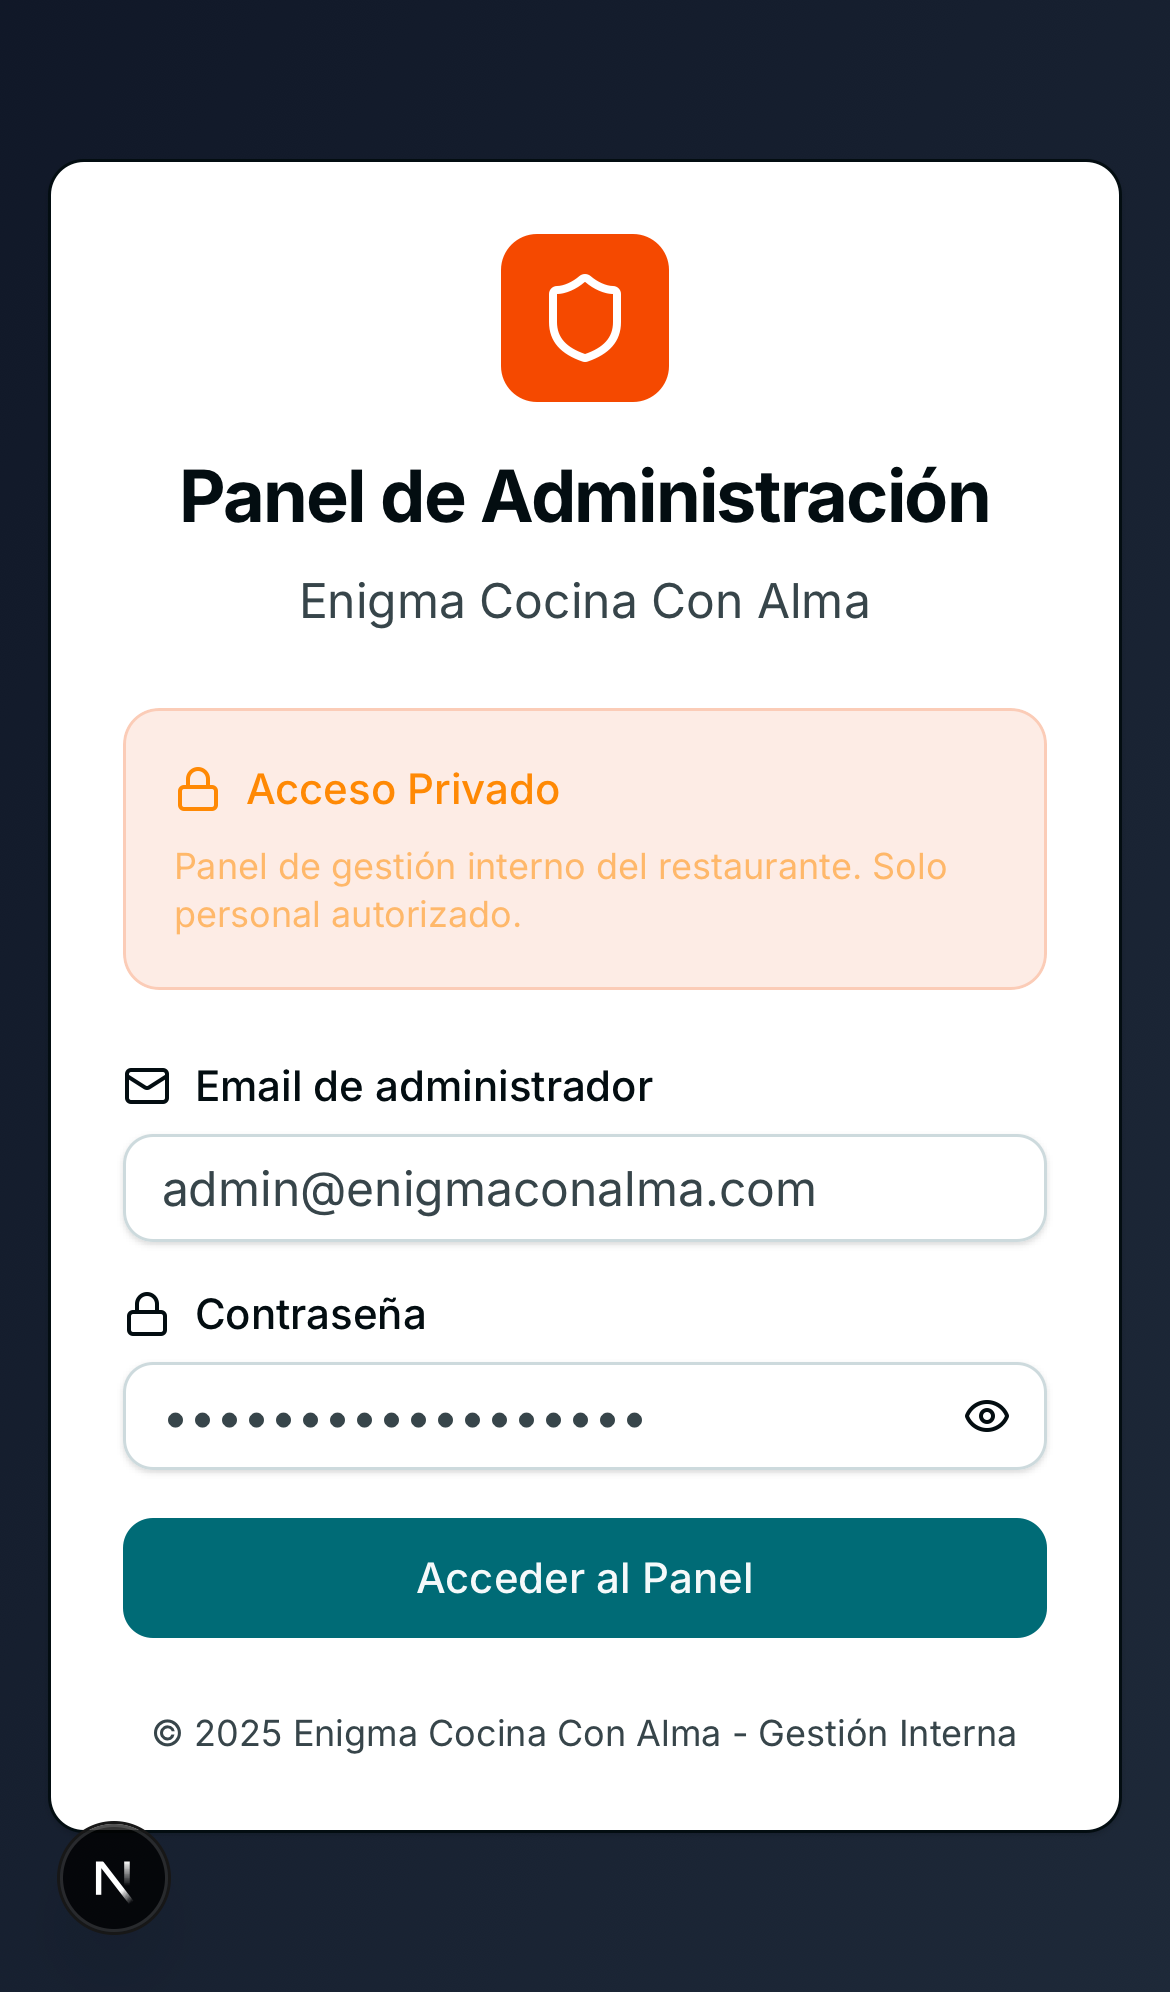 Panel de Administración
Enigma Cocina Con Alma
Acceso Privado
Panel de gestión interno del restaurante. Solo
personal autorizado.
Email de administrador
admin@enigmaconalma.com
Contraseña
••••••••••••••••••
Acceder al Panel
© 2025 Enigma Cocina Con Alma - Gestión Interna
N